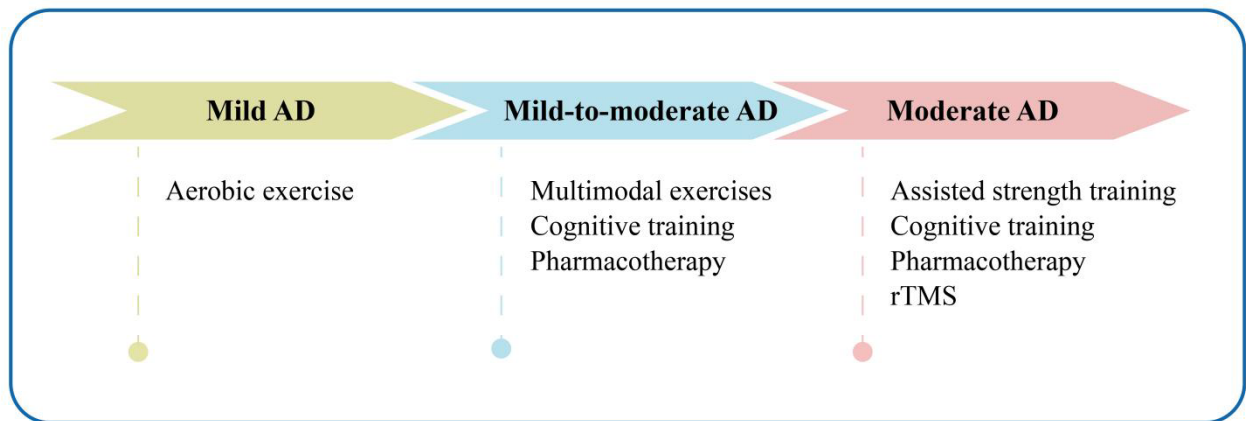 Mild AD
Mild-to-moderate AD
Moderate AD
Aerobic exercise
Multimodal exercises
Cognitive training
Pharmacotherapy
Assisted strength training
Cognitive training
Pharmacotherapy
rTMS